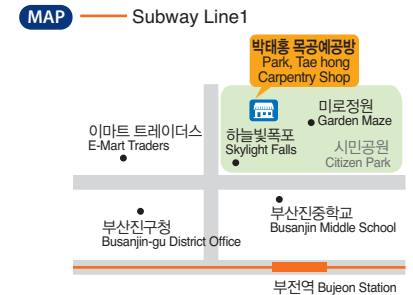 MAP Subway Line1
박태홍 목공예공방
Park, Tae hong
Carpentry Shop
미로정원
Garden Maze
이마트 트레이더스
E-Mart Traders
하늘빛폭포
Skylight Falls
시민공원
Citizen Park
부산진구청
Busanjin-gu District Office
부산진중학교
Busanjin Middle School
부전역 Bujeon Station